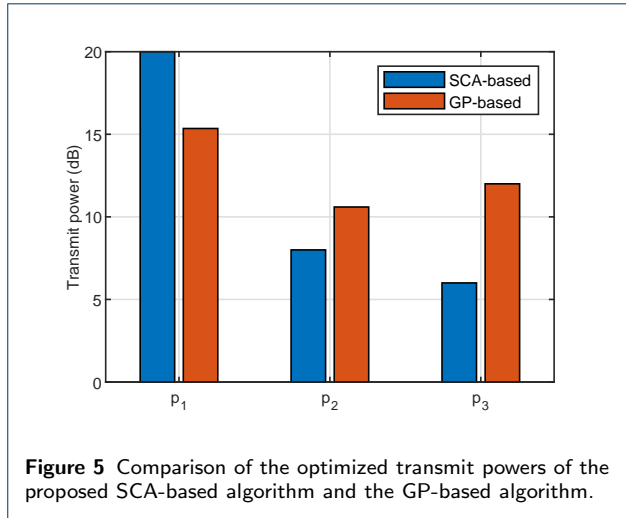 20
15
10
5
0
Transmit power (dB)
SCA-based
GP-based
p1
p2
p3
Figure 5 Comparison of the optimized transmit powers of the
proposed SCA-based algorithm and the GP-based algorithm.